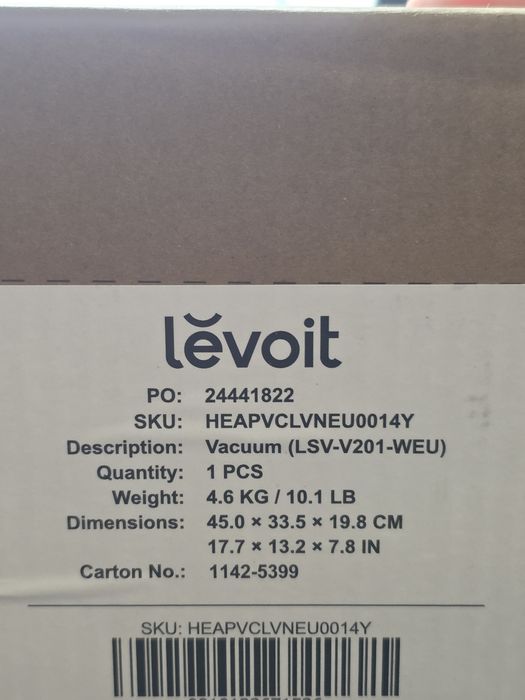 lĕvoit
PO: 24441822
SKU: HEAPVCLVNEU0014Y
Description: Vacuum (LSV-V201-WEU)
Quantity: 1 PCS
Weight: 4.6 KG / 10.1 LB
Dimensions: 45.0 × 33.5 × 19.8 CM
17.7 × 13.2 × 7.8 IN
Carton No.: 1142-5399
SKU: HEAPVCLVNEU0014Y